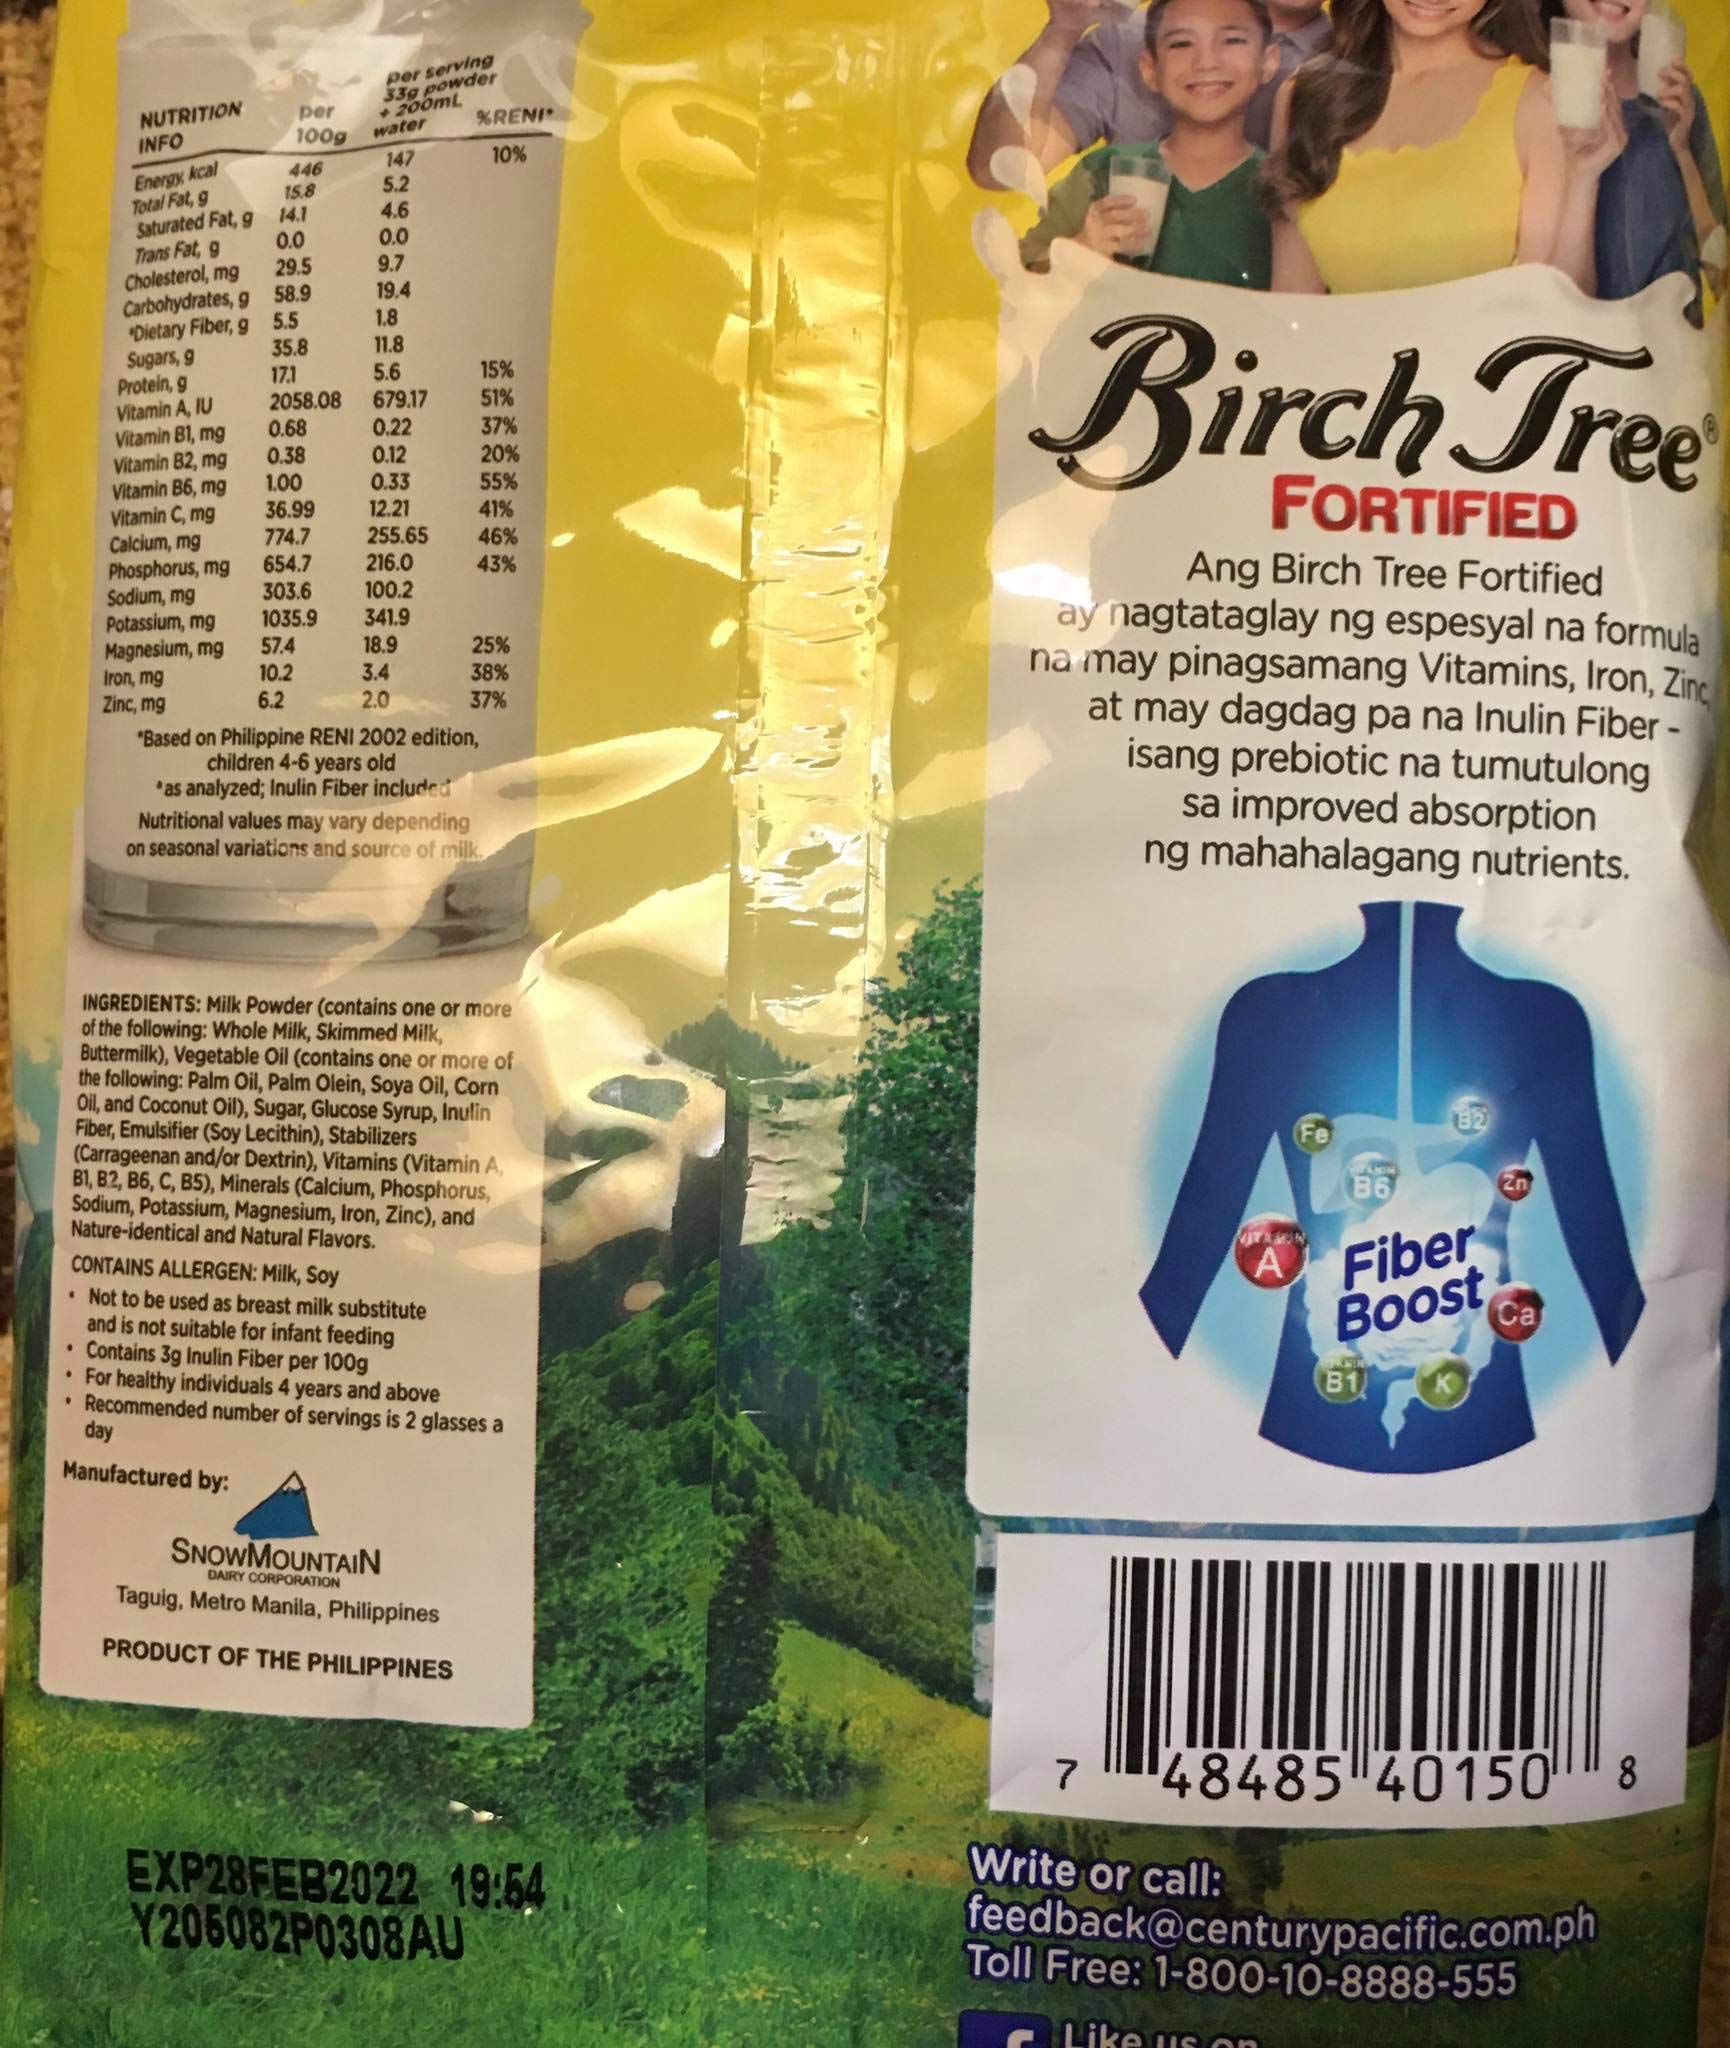 NUTRITION INFO per 100g per serving 33g powder + 200mL water %RENI*
Energy, kcal 446 147 10%
Total Fat, g 15.8 5.2
Saturated Fat, g 14.1 4.6
Trans Fat, g 0.0 0.0
Cholesterol, mg 29.5 9.7
Carbohydrates, g 58.9 19.4
^Dietary Fiber, g 5.5 1.8
Sugars, g 35.8 11.8
Protein, g 17.1 5.6 15%
Vitamin A, IU 2058.08 679.17 51%
Vitamin B1, mg 0.68 0.22 37%
Vitamin B2, mg 0.38 0.12 20%
Vitamin B6, mg 1.00 0.33 55%
Vitamin C, mg 36.99 12.21 41%
Calcium, mg 774.7 255.65 46%
Phosphorus, mg 654.7 216.0 43%
Sodium, mg 303.6 100.2
Potassium, mg 1035.9 341.9
Magnesium, mg 57.4 18.9 25%
Iron, mg 10.2 3.4 38%
Zinc, mg 6.2 2.0 37%
*Based on Philippine RENI 2002 edition,
children 4-6 years old
^as analyzed; Inulin Fiber included
Nutritional values may vary depending
on seasonal variations and source of milk.
INGREDIENTS: Milk Powder (contains one or more
of the following: Whole Milk, Skimmed Milk,
Buttermilk), Vegetable Oil (contains one or more of
the following: Palm Oil, Palm Olein, Soya Oil, Corn
Oil, and Coconut Oil), Sugar, Glucose Syrup, Inulin
Fiber, Emulsifier (Soy Lecithin), Stabilizers
(Carrageenan and/or Dextrin), Vitamins (Vitamin A,
B1, B2, B6, C, B5), Minerals (Calcium, Phosphorus,
Sodium, Potassium, Magnesium, Iron, Zinc), and
Nature-identical and Natural Flavors.
CONTAINS ALLERGEN: Milk, Soy
• Not to be used as breast milk substitute
and is not suitable for infant feeding
• Contains 3g Inulin Fiber per 100g
• For healthy individuals 4 years and above
• Recommended number of servings is 2 glasses a
day
Manufactured by:
SNOWMOUNTAIN
DAIRY CORPORATION
Taguig, Metro Manila, Philippines
PRODUCT OF THE PHILIPPINES
EXP28FEB2022 19:54
Y206082P0308AU
Birch Tree®
FORTIFIED
Ang Birch Tree Fortified
ay nagtataglay ng espesyal na formula
na may pinagsamang Vitamins, Iron, Zinc,
at may dagdag pa na Inulin Fiber -
isang prebiotic na tumutulong
sa improved absorption
ng mahahalagang nutrients.
Fe
B2
VITAMIN B6
Zn
VITAMIN A
Fiber
Boost
Ca
VITAMIN B1
K
7 48485 40150 8
Write or call:
feedback@centurypacific.com.ph
Toll Free: 1-800-10-8888-555
f Like us on